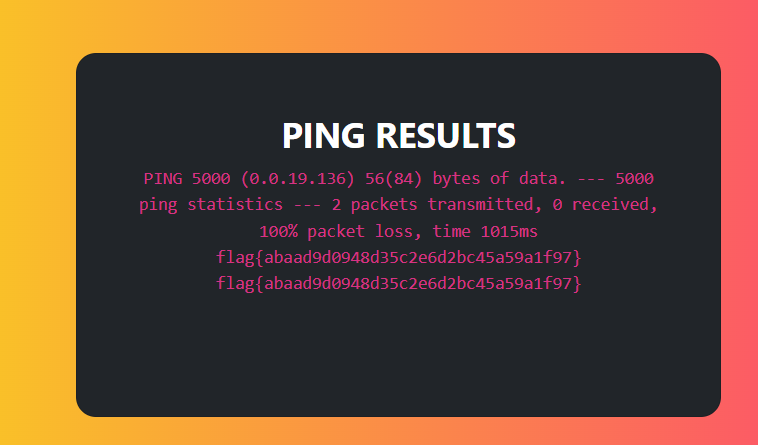 PING RESULTS
PING 5000 (0.0.19.136) 56(84) bytes of data. --- 5000
ping statistics --- 2 packets transmitted, 0 received,
100% packet loss, time 1015ms
flag{abaad9d0948d35c2e6d2bc45a59a1f97}
flag{abaad9d0948d35c2e6d2bc45a59a1f97}